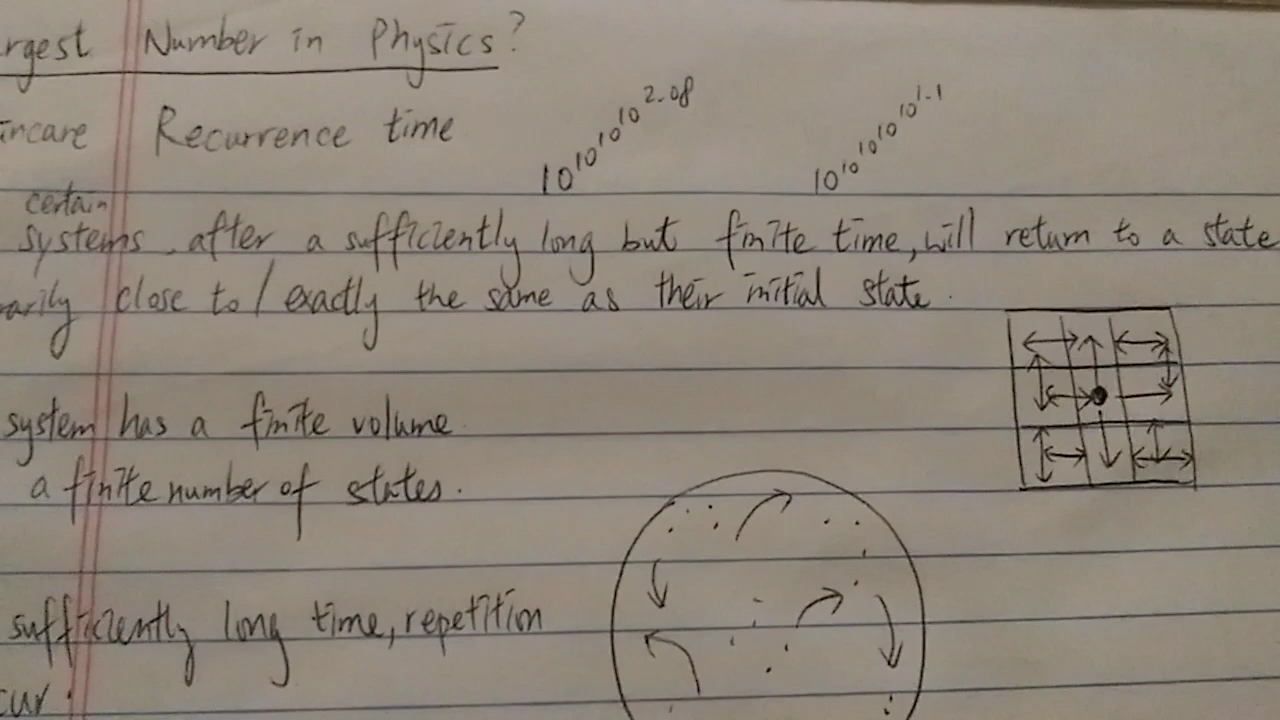 rgest Number in Physics?
incare Recurrence time 10^10^10^10^2.08 10^10^10^10^10^1.1
certain
systems, after a sufficiently long but finite time, will return to a state
rarily close to / exactly the same as their initial state.
system has a finite volume
a finite number of states.
sufficiently long time, repetition
cur.